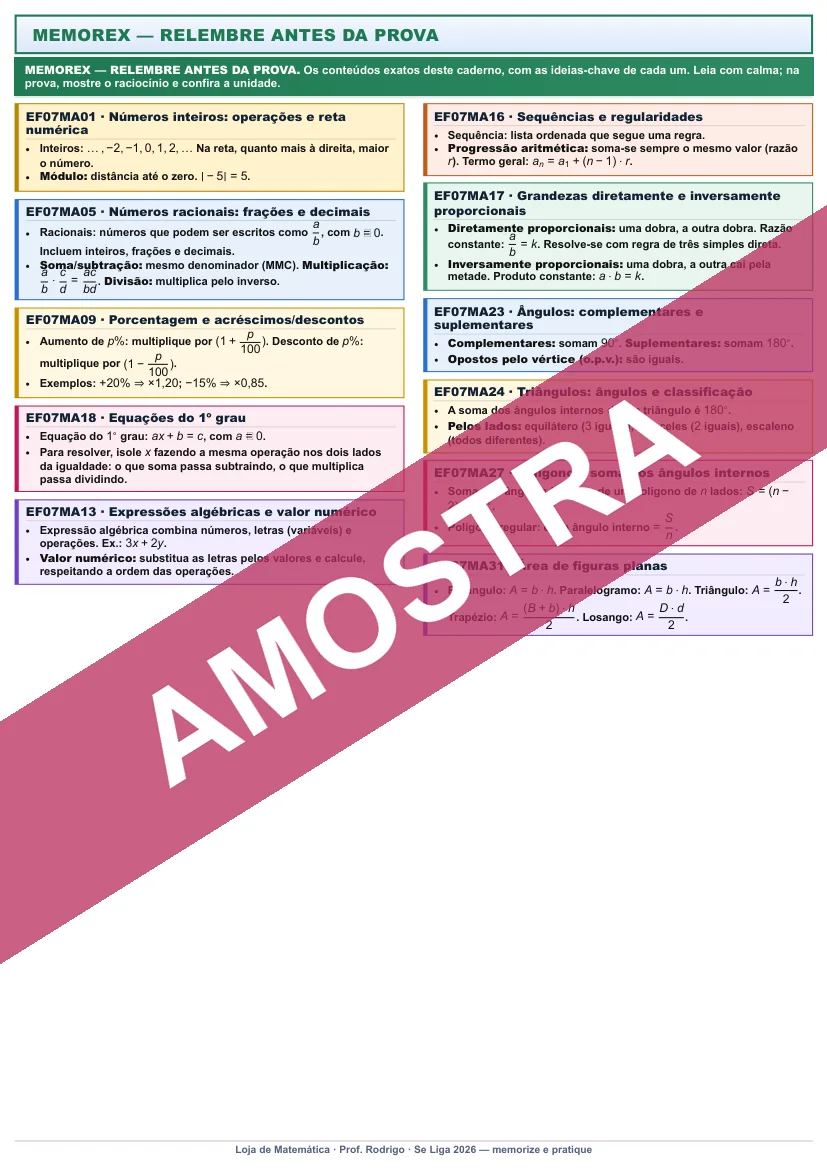 MEMOREX — RELEMBRE ANTES DA PROVA
MEMOREX — RELEMBRE ANTES DA PROVA. Os conteúdos exatos deste caderno, com as ideias-chave de cada um. Leia com calma; na
prova, mostre o raciocínio e confira a unidade.
EF07MA01 · Números inteiros: operações e reta
numérica
• Inteiros: … , −2, −1, 0, 1, 2, … Na reta, quanto mais à direita, maior
o número.
• Módulo: distância até o zero. | − 5| = 5.
EF07MA05 · Números racionais: frações e decimais
• Racionais: números que podem ser escritos como a/b, com b ≡ 0.
Incluem inteiros, frações e decimais.
• Soma/subtração: mesmo denominador (MMC). Multiplicação:
a/b · c/d = ac/bd. Divisão: multiplica pelo inverso.
EF07MA09 · Porcentagem e acréscimos/descontos
• Aumento de p%: multiplique por (1 + p/100). Desconto de p%:
multiplique por (1 − p/100).
• Exemplos: +20% ⇒ ×1,20; −15% ⇒ ×0,85.
EF07MA18 · Equações do 1º grau
• Equação do 1° grau: ax + b = c, com a ≡ 0.
• Para resolver, isole x fazendo a mesma operação nos dois lados
da igualdade: o que soma passa subtraindo, o que multiplica
passa dividindo.
EF07MA13 · Expressões algébricas e valor numérico
• Expressão algébrica combina números, letras (variáveis) e
operações. Ex.: 3x + 2y.
• Valor numérico: substitua as letras pelos valores e calcule,
respeitando a ordem das operações.
EF07MA16 · Sequências e regularidades
• Sequência: lista ordenada que segue uma regra.
• Progressão aritmética: soma-se sempre o mesmo valor (razão
r). Termo geral: aₙ = a₁ + (n − 1) · r.
EF07MA17 · Grandezas diretamente e inversamente
proporcionais
• Diretamente proporcionais: uma dobra, a outra dobra. Razão
constante: a/b = k. Resolve-se com regra de três simples direta.
• Inversamente proporcionais: uma dobra, a outra cai pela
metade. Produto constante: a · b = k.
EF07MA23 · Ângulos: complementares e
suplementares
• Complementares: somam 90°. Suplementares: somam 180°.
• Opostos pelo vértice (o.p.v.): são iguais.
EF07MA24 · Triângulos: ângulos e classificação
• A soma dos ângulos internos triângulo é 180°.
• Pelos lados: equilátero (3 (2 iguais), escaleno
(todos diferentes).
EF07MA27 · soma dos ângulos internos
• de um polígono de n lados: S = (n −
• Polígono regular: ângulo interno = S/n.
Área de figuras planas
• A = b · h. Paralelogramo: A = b · h. Triângulo: A = b · h/2.
Trapézio: A = (B + b) · h/2. Losango: A = D · d/2.
AMOSTRA
Loja de Matemática · Prof. Rodrigo · Se Liga 2026 — memorize e pratique